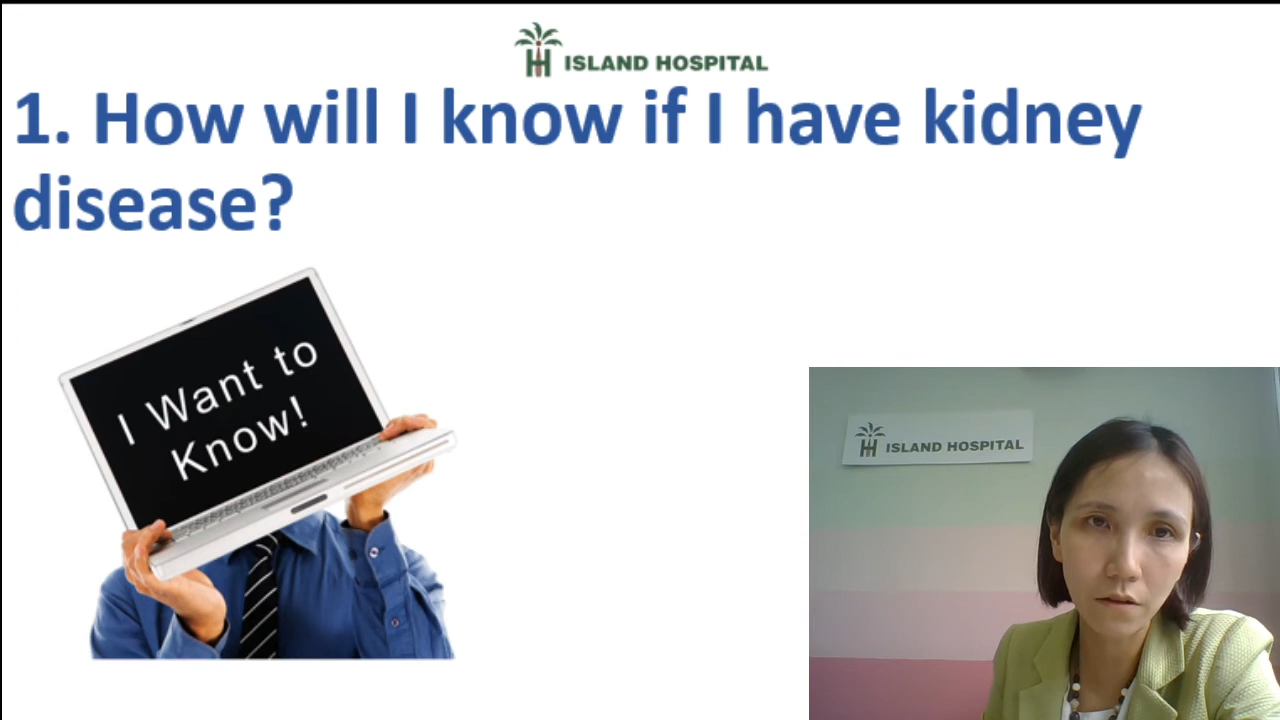 ISLAND HOSPITAL
1. How will I know if I have kidney
disease?
I Want to
Know!
ISLAND HOSPITAL